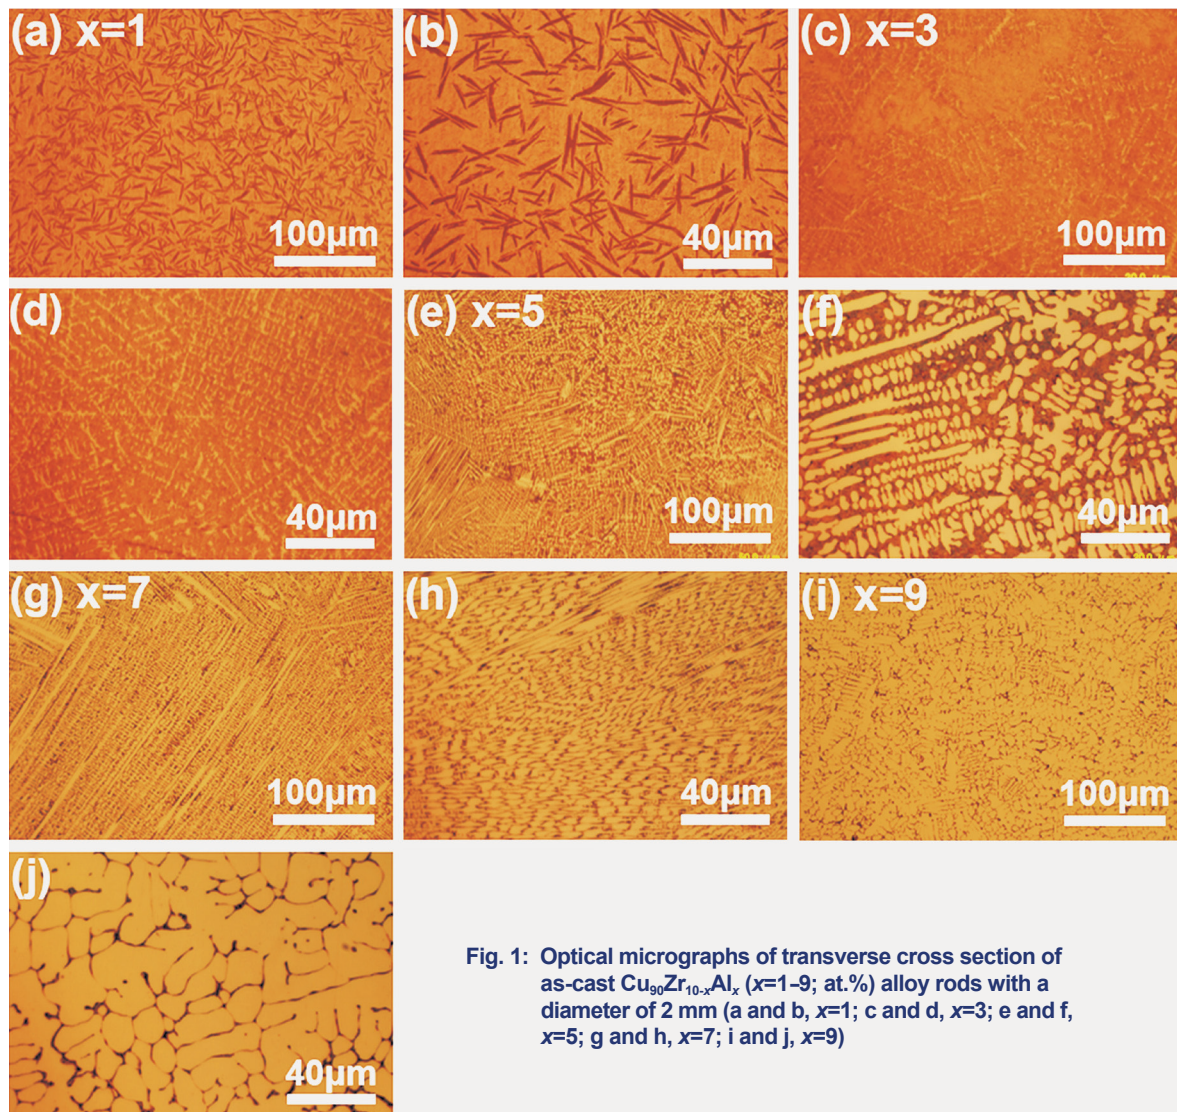 (a) x=1
100μm
(b)
40μm
(c) x=3
100μm
(d)
40μm
(e) x=5
100μm
(f)
40μm
(g) x=7
100μm
(h)
40μm
(i) x=9
100μm
(j)
40μm
Fig. 1: Optical micrographs of transverse cross section of
as-cast Cu₉₀Zr₁₀₋ₓAlₓ (x=1–9; at.%) alloy rods with a
diameter of 2 mm (a and b, x=1; c and d, x=3; e and f,
x=5; g and h, x=7; i and j, x=9)